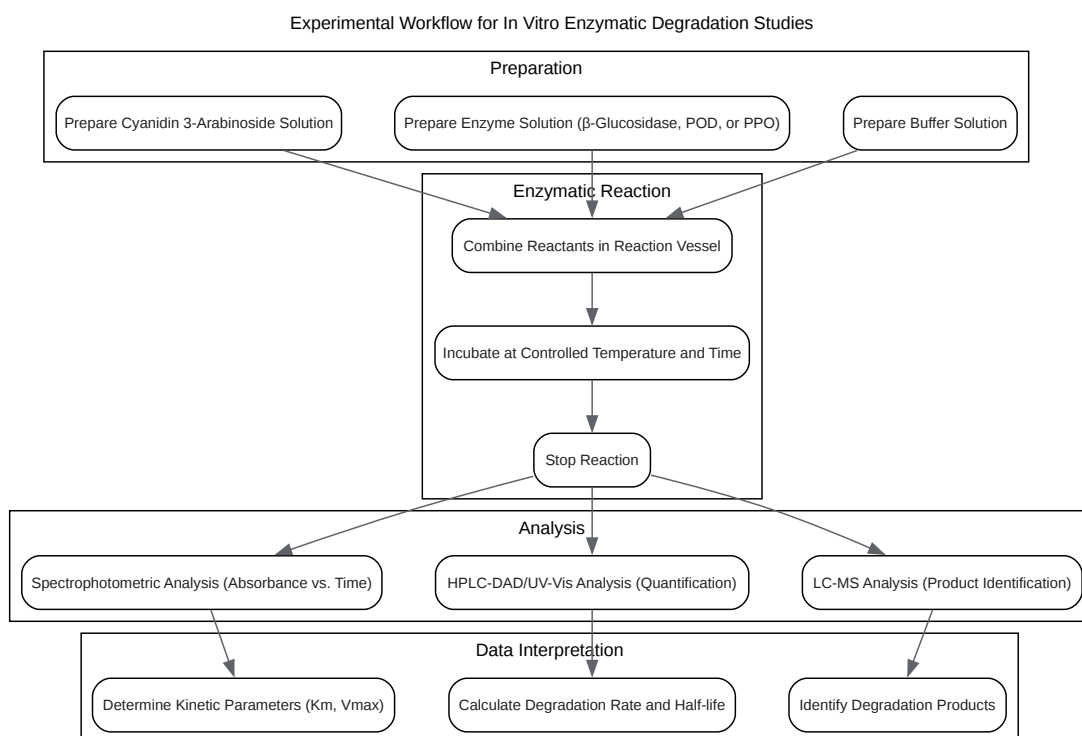 Experimental Workflow for In Vitro Enzymatic Degradation Studies
Preparation
Prepare Cyanidin 3-Arabinoside Solution
Prepare Enzyme Solution (β-Glucosidase, POD, or PPO)
Prepare Buffer Solution
Enzymatic Reaction
Combine Reactants in Reaction Vessel
Incubate at Controlled Temperature and Time
Stop Reaction
Analysis
Spectrophotometric Analysis (Absorbance vs. Time)
HPLC-DAD/UV-Vis Analysis (Quantification)
LC-MS Analysis (Product Identification)
Data Interpretation
Determine Kinetic Parameters (Km, Vmax)
Calculate Degradation Rate and Half-life
Identify Degradation Products